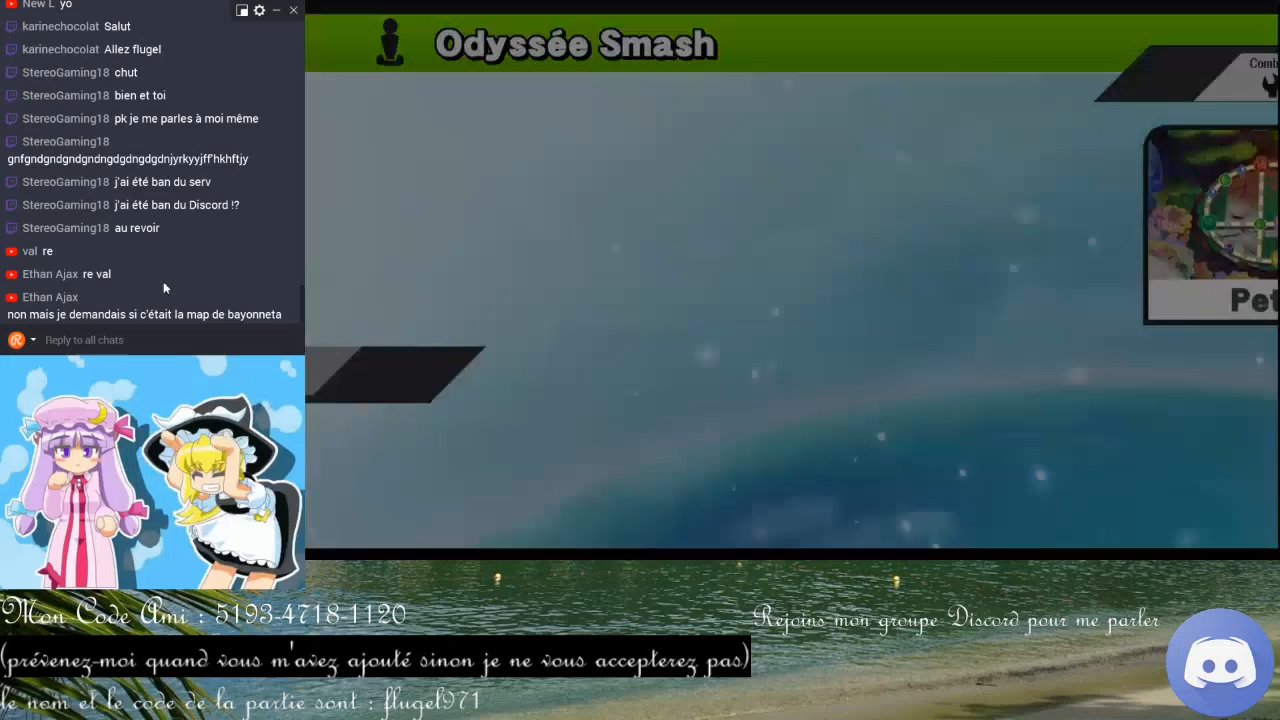 New L yo
karinechocolat Salut
karinechocolat Allez flugel
StereoGaming18 chut
StereoGaming18 bien et toi
StereoGaming18 pk je me parles à moi même
StereoGaming18
gnfgndgndgndgndngdgdngdgdnjyrkyyjff'hkhftjy
StereoGaming18 j'ai été ban du serv
StereoGaming18 j'ai été ban du Discord !?
StereoGaming18 au revoir
val re
Ethan Ajax re val
Ethan Ajax
non mais je demandais si c'était la map de bayonneta
Reply to all chats
Odyssée Smash
Comb
Pet
Mon Code Ami : 5193-4718-1120
(prévenez-moi quand vous m'avez ajouté sinon je ne vous accepterez pas)
le nom et le code de la partie sont : flugel971
Rejoins mon groupe Discord pour me parler